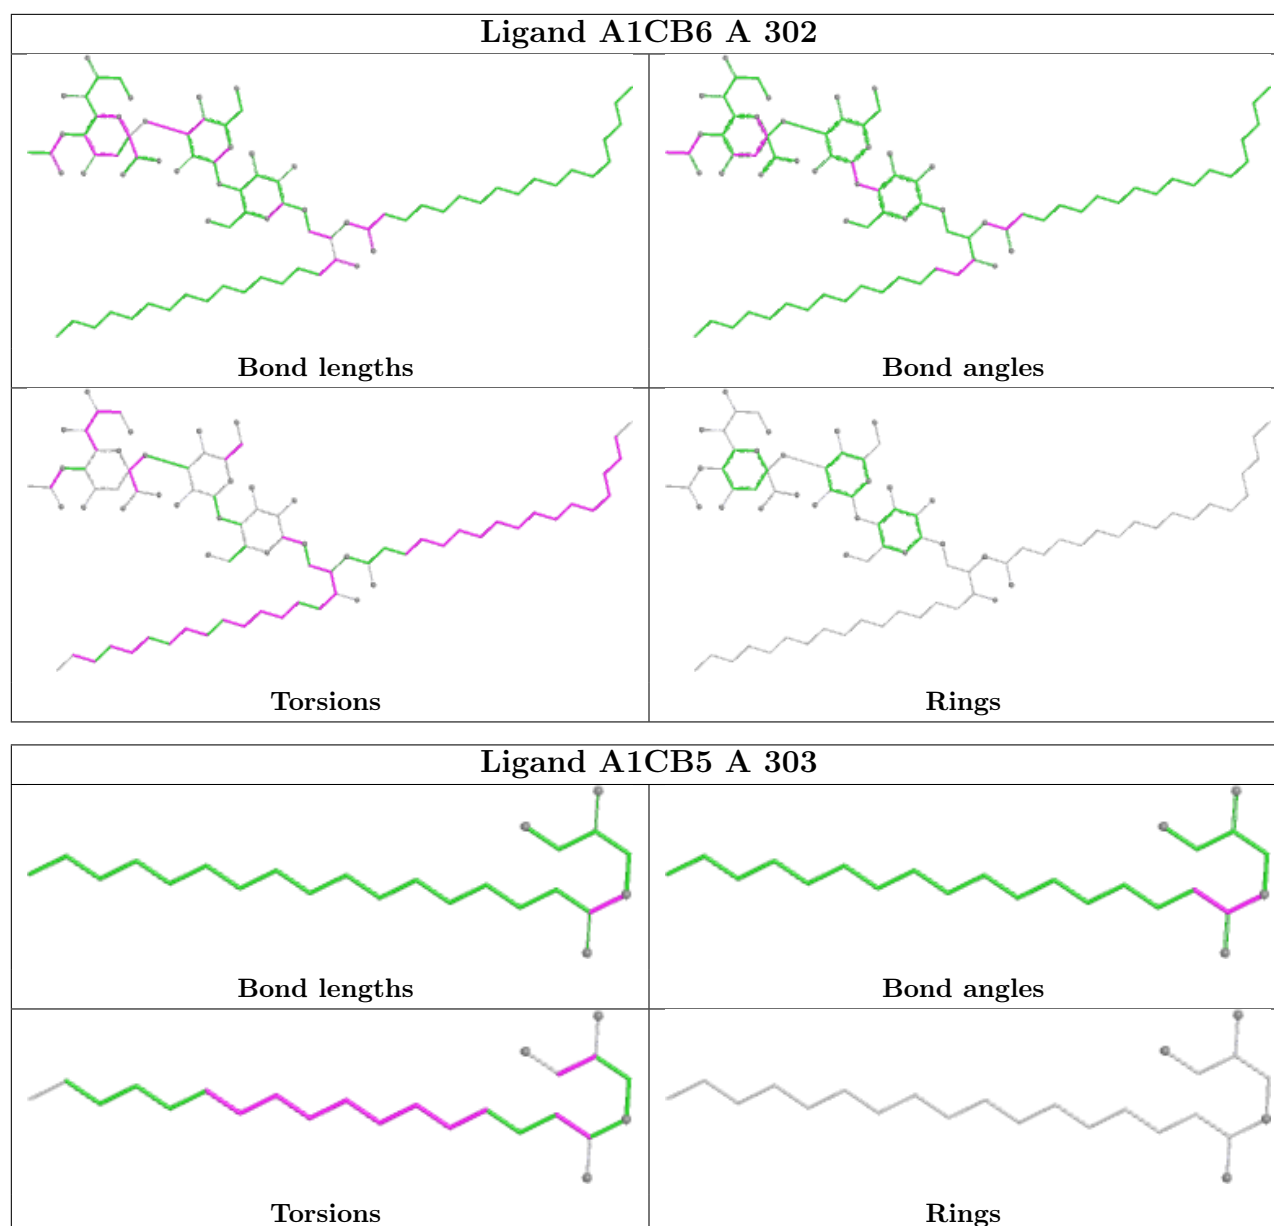 Ligand A1CB6 A 302
Bond lengths
Bond angles
Torsions
Rings
Ligand A1CB5 A 303
Bond lengths
Bond angles
Torsions
Rings